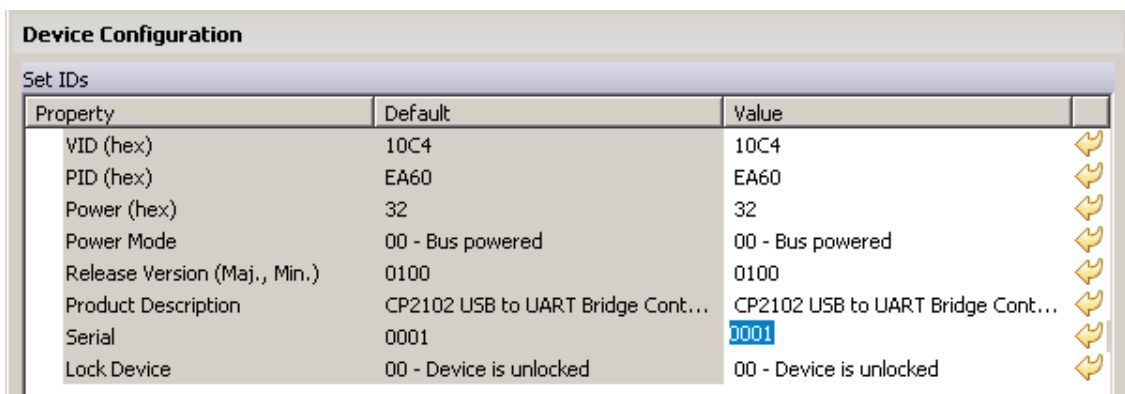 Device Configuration
Set IDs
Property Default Value
VID (hex) 10C4 10C4
PID (hex) EA60 EA60
Power (hex) 32 32
Power Mode 00 - Bus powered 00 - Bus powered
Release Version (Maj., Min.) 0100 0100
Product Description CP2102 USB to UART Bridge Cont... CP2102 USB to UART Bridge Cont...
Serial 0001 0001
Lock Device 00 - Device is unlocked 00 - Device is unlocked